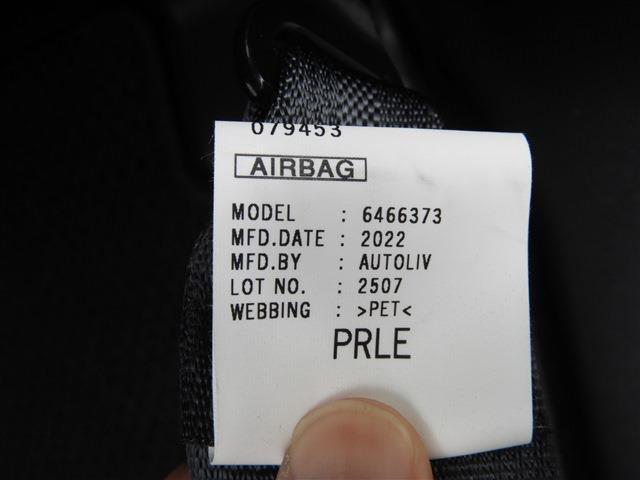 079453
AIRBAG
MODEL : 6466373
MFD.DATE : 2022
MFD.BY : AUTOLIV
LOT NO. : 2507
WEBBING : >PET<
PRLE